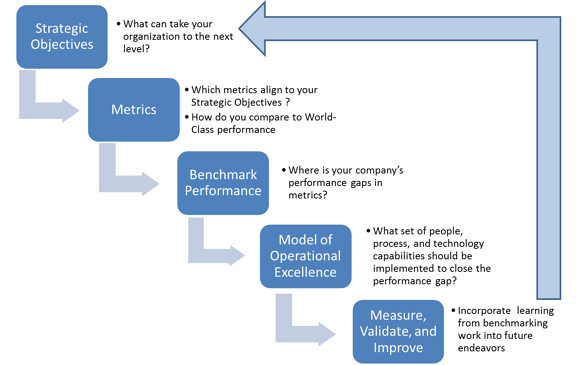 Strategic
Objectives
• What can take your
organization to the next
level?
Metrics
• Which metrics align to your
Strategic Objectives ?
• How do you compare to World-
Class performance
Benchmark
Performance
• Where is your company's
performance gaps in
metrics?
Model of
Operational
Excellence
• What set of people,
process, and technology
capabilities should be
implemented to close the
performance gap?
Measure,
Validate, and
Improve
• Incorporate learning
from benchmarking
work into future
endeavors